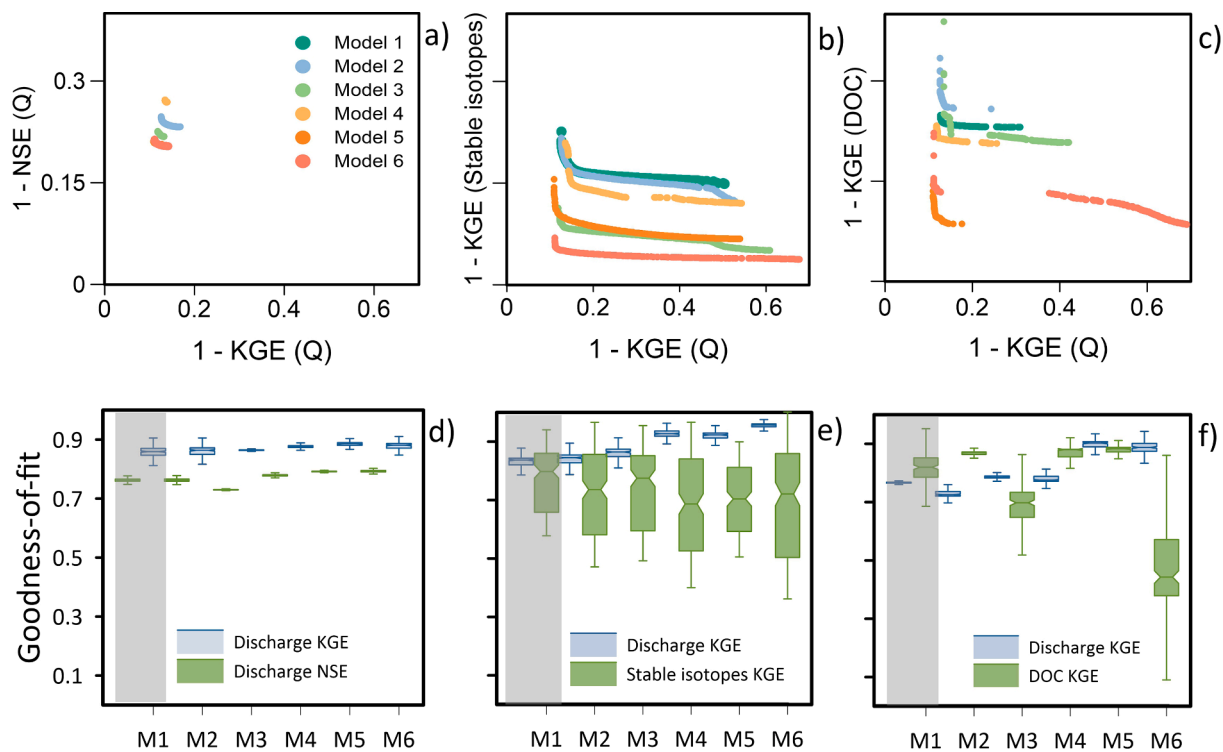 a)
1 - NSE (Q)
0.3
0.15
0
Model 1
Model 2
Model 3
Model 4
Model 5
Model 6
0 0.2 0.4 0.6
1 - KGE (Q)
b)
1 - KGE (Stable isotopes)
0 0.2 0.4 0.6
1 - KGE (Q)
c)
1 - KGE (DOC)
0 0.2 0.4 0.6
1 - KGE (Q)
d)
Goodness-of-fit
0.9
0.7
0.5
0.3
0.1
Discharge KGE
Discharge NSE
M1 M2 M3 M4 M5 M6
e)
Discharge KGE
Stable isotopes KGE
M1 M2 M3 M4 M5 M6
f)
Discharge KGE
DOC KGE
M1 M2 M3 M4 M5 M6